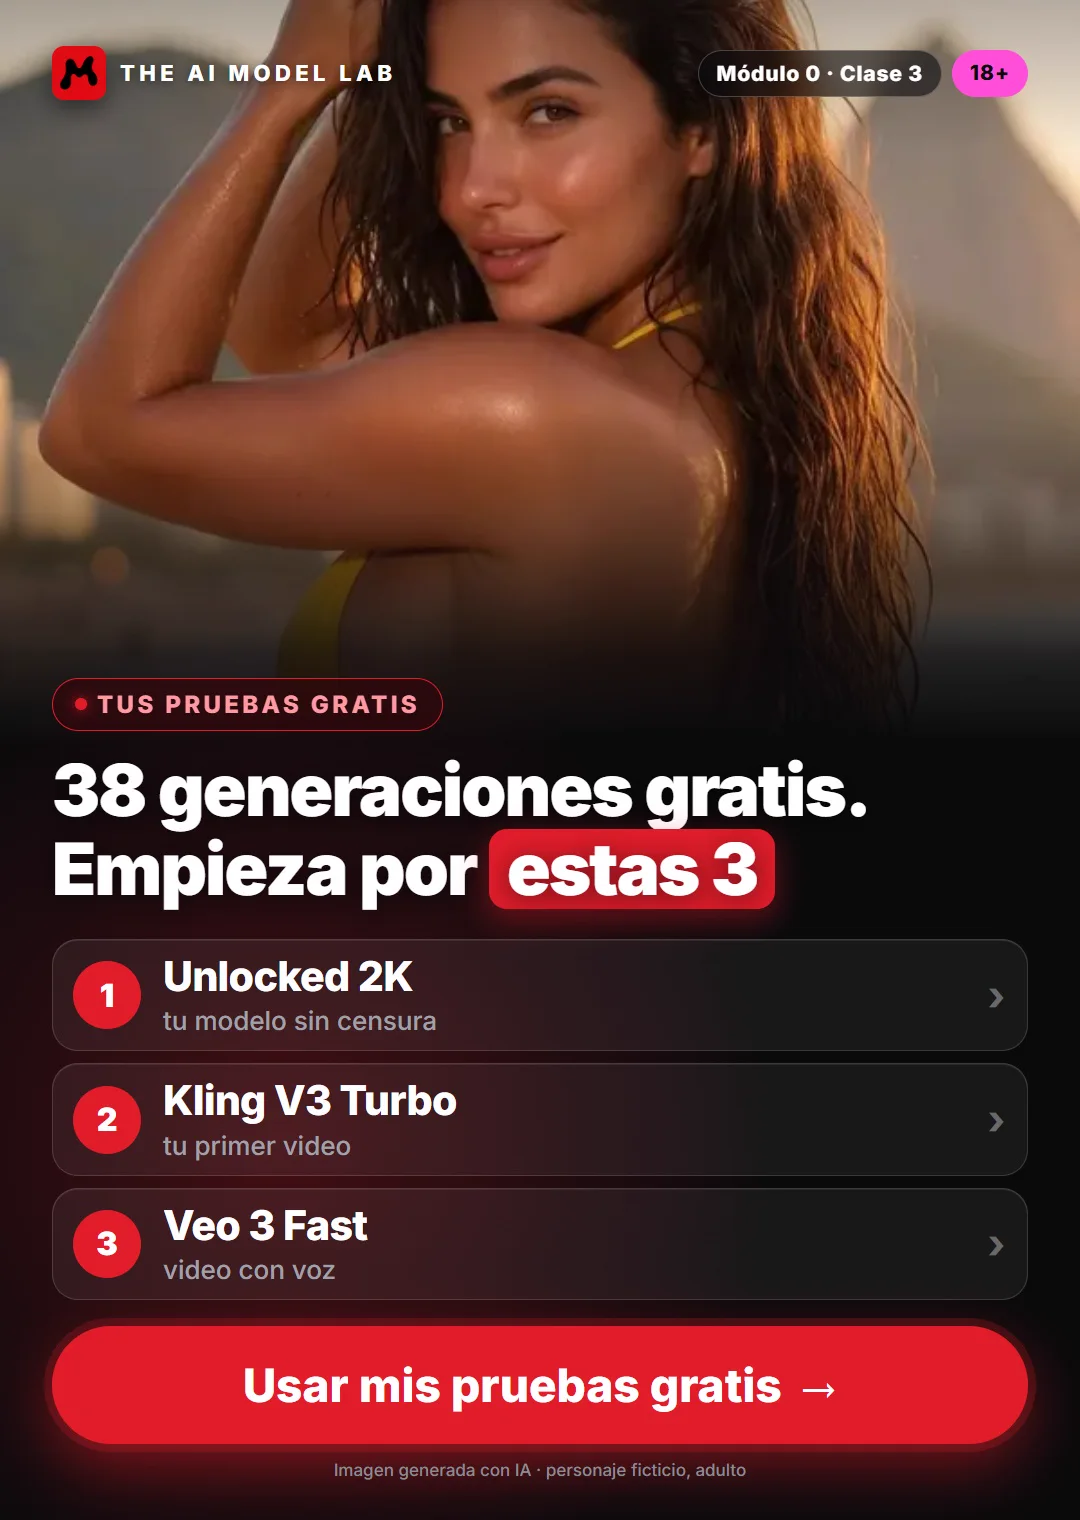 THE AI MODEL LAB
Módulo 0 · Clase 3
18+
TUS PRUEBAS GRATIS
38 generaciones gratis.
Empieza por estas 3
1
Unlocked 2K
tu modelo sin censura
2
Kling V3 Turbo
tu primer video
3
Veo 3 Fast
video con voz
Usar mis pruebas gratis →
Imagen generada con IA · personaje ficticio, adulto